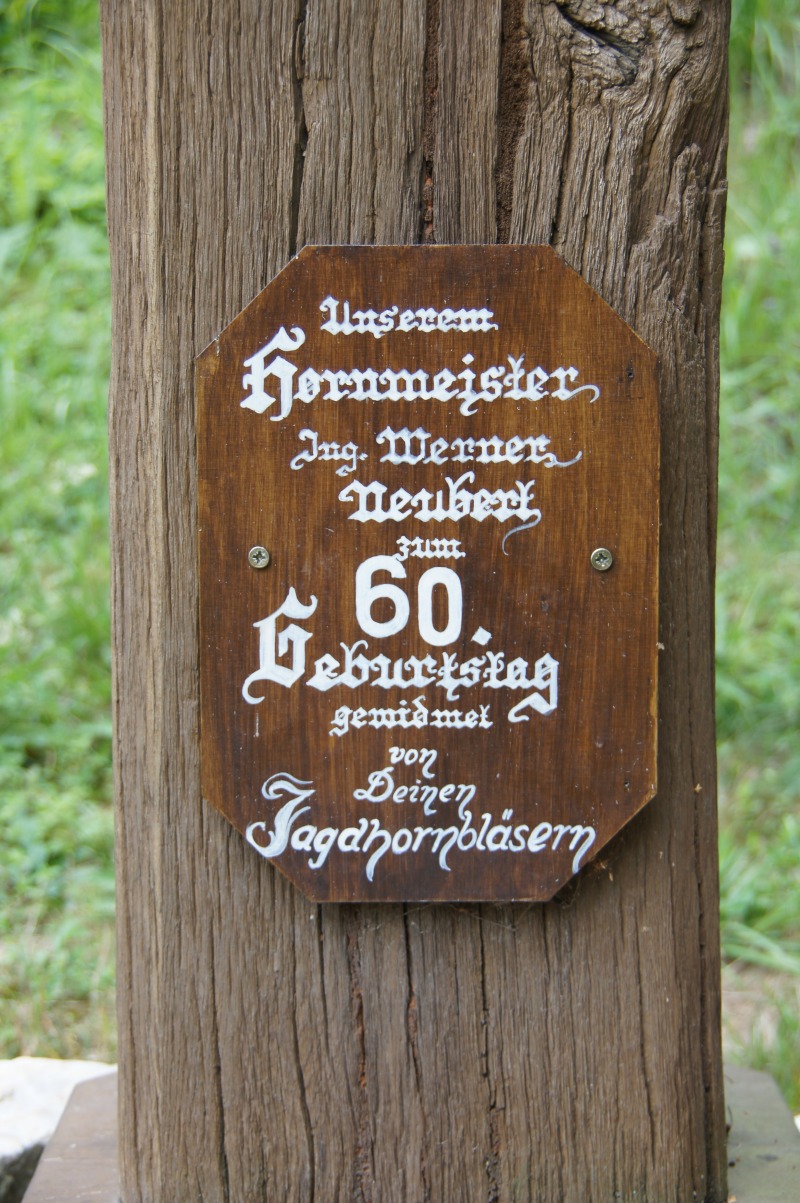 Unserem
Hornmeister
Ing. Werner
Neubert
zum
60.
Geburtstag
gewidmet
von
Deinen
Jagdhornbläsern